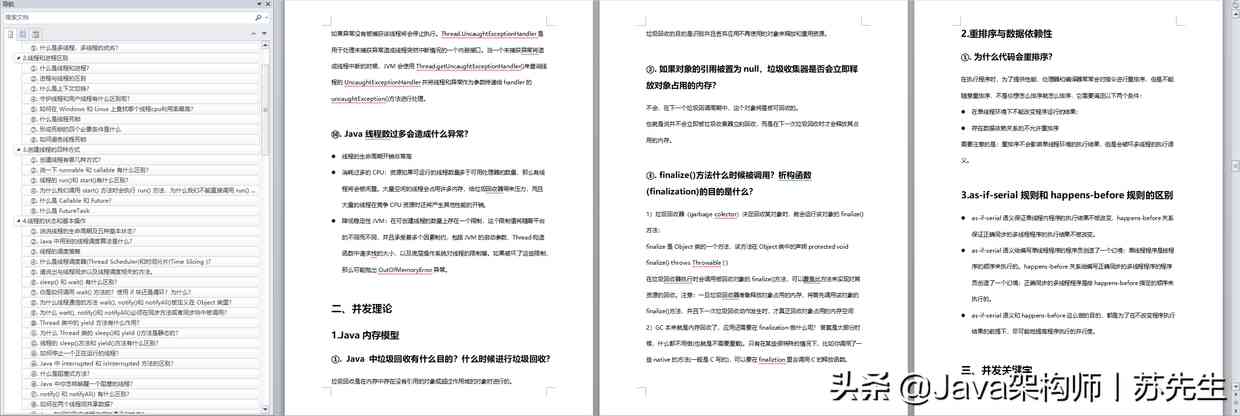 导航
搜索文档
①. 什么是多线程，多线程的优劣？
2.线程和进程区别
①. 什么是线程和进程?
②. 进程与线程的区别
③. 什么是上下文切换?
④. 守护线程和用户线程有什么区别呢?
⑤. 如何在 Windows 和 Linux 上查找哪个线程cpu利用率最高?
⑥. 什么是线程死锁
⑦. 形成死锁的四个必要条件是什么
⑧. 如何避免线程死锁
3.创建线程的四种方式
①. 创建线程有哪几种方式?
②. 说一下 runnable 和 callable 有什么区别?
③. 线程的 run()和 start()有什么区别?
④. 为什么我们调用 start() 方法时会执行 run() 方法，为什么我们不能直接调用 run() ...
⑤. 什么是 Callable 和 Future?
⑥. 什么是 FutureTask
4.线程的状态和基本操作
①. 说说线程的生命周期及五种基本状态?
②. Java 中用到的线程调度算法是什么?
③. 线程的调度策略
④. 什么是线程调度器(Thread Scheduler)和时间分片(Time Slicing )?
⑤. 请说出与线程同步以及线程调度相关的方法。
⑥. sleep() 和 wait() 有什么区别?
⑦. 你是如何调用 wait() 方法的? 使用 if 块还是循环? 为什么?
⑧. 为什么线程通信的方法 wait(), notify()和 notifyAll()被定义在 Object 类里?
⑨. 为什么 wait(), notify()和 notifyAll()必须在同步方法或者同步块中被调用?
⑩. Thread 类中的 yield 方法有什么作用?
为什么 Thread 类的 sleep()和 yield ()方法是静态的?
线程的 sleep()方法和 yield()方法有什么区别?
如何停止一个正在运行的线程?
Java 中 interrupted 和 isInterrupted 方法的区别?
什么是阻塞式方法?
Java 中你怎样唤醒一个阻塞的线程?
notify() 和 notifyAll() 有什么区别?
如何在两个线程间共享数据?
如果异常没有被捕获该线程将会停止执行。Thread.UncaughtExceptionHandler 是
用于处理未捕获异常造成线程突然中断情况的一个内嵌接口。当一个未捕获异常将造
成线程中断的时候，JVM 会使用 Thread.getUncaughtExceptionHandler()来查询线
程的 UncaughtExceptionHandler 并将线程和异常作为参数传递给 handler 的
uncaughtException()方法进行处理。
⑩. Java 线程数过多会造成什么异常?
● 线程的生命周期开销非常高
● 消耗过多的 CPU：资源如果可运行的线程数量多于可用处理器的数量，那么有线
程将会被闲置。大量空闲的线程会占用许多内存，给垃圾回收器带来压力，而且
大量的线程在竞争 CPU 资源时还将产生其他性能的开销。
● 降低稳定性 JVM：在可创建线程的数量上存在一个限制，这个限制值将随着平台
的不同而不同，并且承受着多个因素制约，包括 JVM 的启动参数、Thread 构造
函数中请求栈的大小，以及底层操作系统对线程的限制等。如果破坏了这些限制，
那么可能抛出 OutOfMemoryError 异常。
二、并发理论
1.Java 内存模型
①. Java 中垃圾回收有什么目的? 什么时候进行垃圾回收?
垃圾回收是在内存中存在没有引用的对象或超过作用域的对象时进行的。
垃圾回收的目的是识别并且丢弃应用不再使用的对象来释放和重用资源。
②. 如果对象的引用被置为 null，垃圾收集器是否会立即释
放对象占用的内存?
不会，在下一个垃圾回调周期中，这个对象将是被可回收的。
也就是说并不会立即被垃圾收集器立刻回收，而是在下一次垃圾回收时才会释放其占
用的内存。
③. finalize()方法什么时候被调用? 析构函数
(finalization)的目的是什么?
1）垃圾回收器（garbage colector）决定回收某对象时，就会运行该对象的 finalize()
方法；
finalize 是 Object 类的一个方法，该方法在 Object 中的声明 protected void
finalize() throws Throwable { }
在垃圾回收器执行时会调用被回收对象的 finalize()方法，可以覆盖此方法来实现对其
资源的回收。注意：一旦垃圾回收器准备释放对象占用的内存，将首先调用该对象的
finalize()方法，并且下一次垃圾回收动作发生时，才真正回收对象占用的内存空间
2）GC 本来就是内存回收了，应用还需要在 finalization 做什么呢? 答案是大部分时
候，什么都不用做(也就是不需要重载)。只有在某些很特殊的情况下，比如你调用了一
些 native 的方法(一般是 C 写的)，可以要在 finaliztion 里去调用 C 的释放函数。
2.重排序与数据依赖性
①. 为什么代码会重排序?
在执行程序时，为了提供性能，处理器和编译器常常会对指令进行重排序，但是不能
随意重排序，不是你想怎么排序就怎么排序，它需要满足以下两个条件：
● 在单线程环境下不能改变程序运行的结果；
● 存在数据依赖关系的不允许重排序
需要注意的是：重排序不会影响单线程环境的执行结果，但是会破坏多线程的执行语
义。
3.as-if-serial 规则和 happens-before 规则的区别
● as-if-serial 语义保证单线程内程序的执行结果不被改变，happens-before 关系
保证正确同步的多线程程序的执行结果不被改变。
● as-if-serial 语义给编写单线程程序的程序员创造了一个幻境：单线程程序是按程
序的顺序来执行的。happens-before 关系给编写正确同步的多线程程序的程序
员创造了一个幻境：正确同步的多线程程序是按 happens-before 指定的顺序来
执行的。
● as-if-serial 语义和 happens-before 这么做的目的，都是为了在不改变程序执行
结果的前提下，尽可能地提高程序执行的并行度。
三、并发关键字
头条 @Java架构师丨苏先生